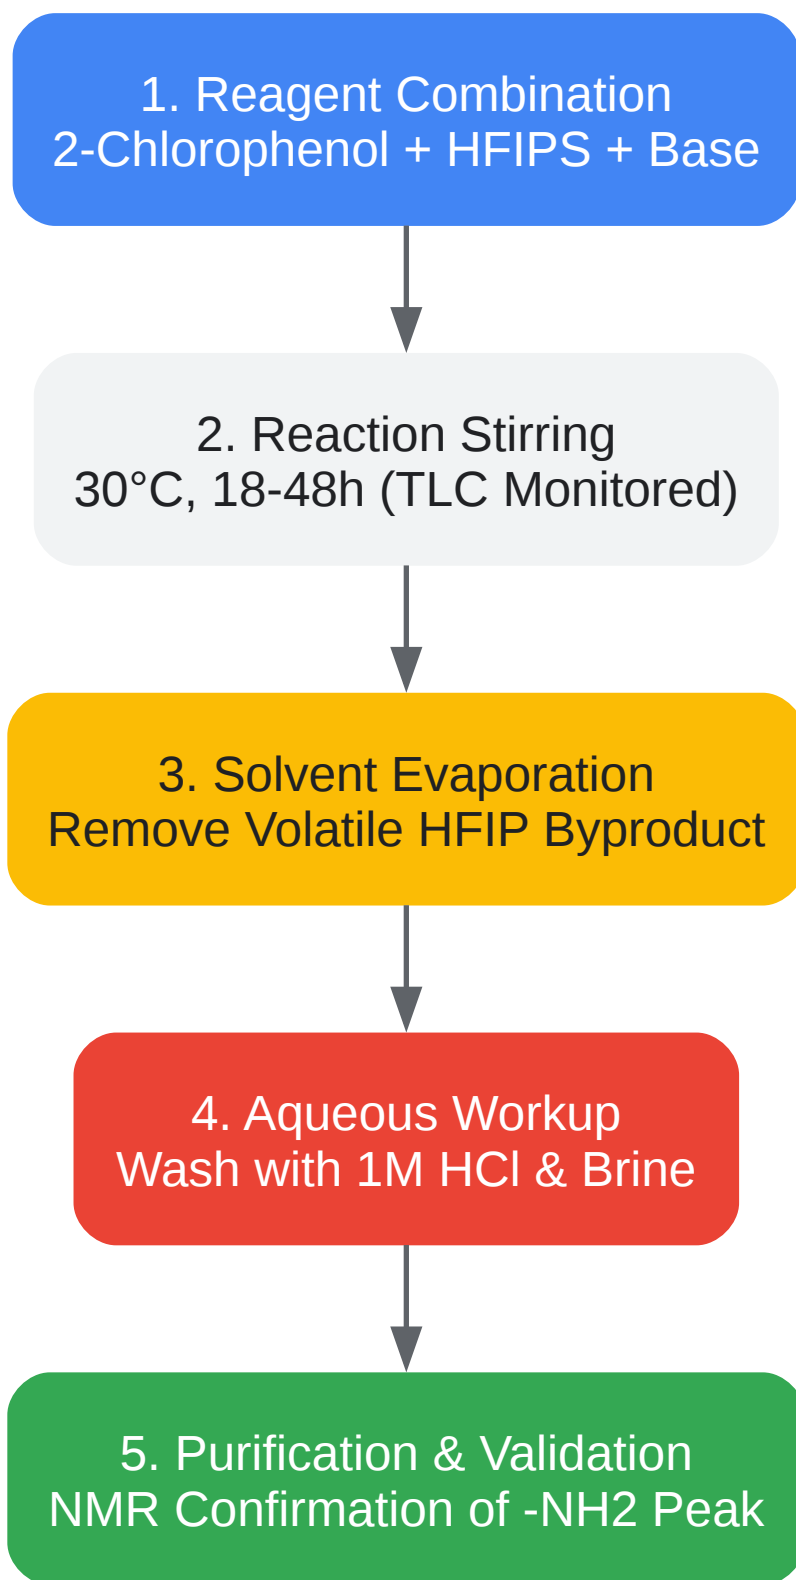 1. Reagent Combination
2-Chlorophenol + HFIPS + Base
2. Reaction Stirring
30°C, 18-48h (TLC Monitored)
3. Solvent Evaporation
Remove Volatile HFIP Byproduct
4. Aqueous Workup
Wash with 1M HCl & Brine
5. Purification & Validation
NMR Confirmation of -NH2 Peak